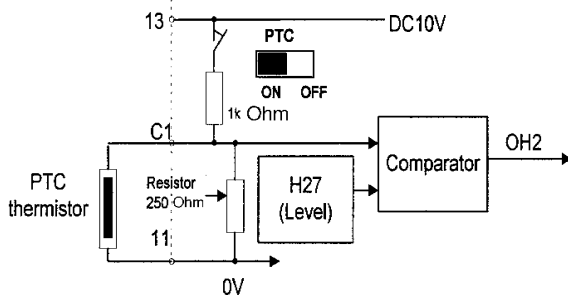 13
DC10V
PTC
ON OFF
1k Ohm
C1
PTC
thermistor
Resistor
250 Ohm
H27
(Level)
Comparator
OH2
11
0V